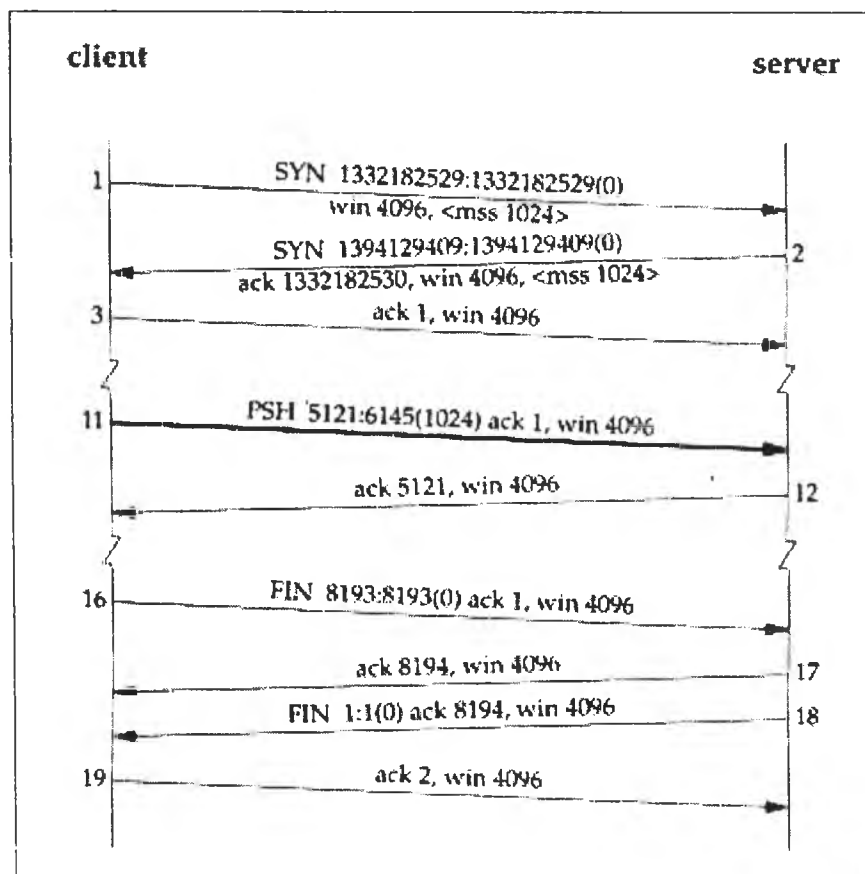 client
server
1
SYN 1332182529:1332182529(0)
win 4096, <mss 1024>
SYN 1394129409:1394129409(0)
2
ack 1332182530, win 4096, <mss 1024>
3
ack 1, win 4096
11
PSH 5121:6145(1024) ack 1, win 4096
ack 5121, win 4096
12
16
FIN 8193:8193(0) ack 1, win 4096
ack 8194, win 4096
17
FIN 1:1(0) ack 8194, win 4096
18
19
ack 2, win 4096